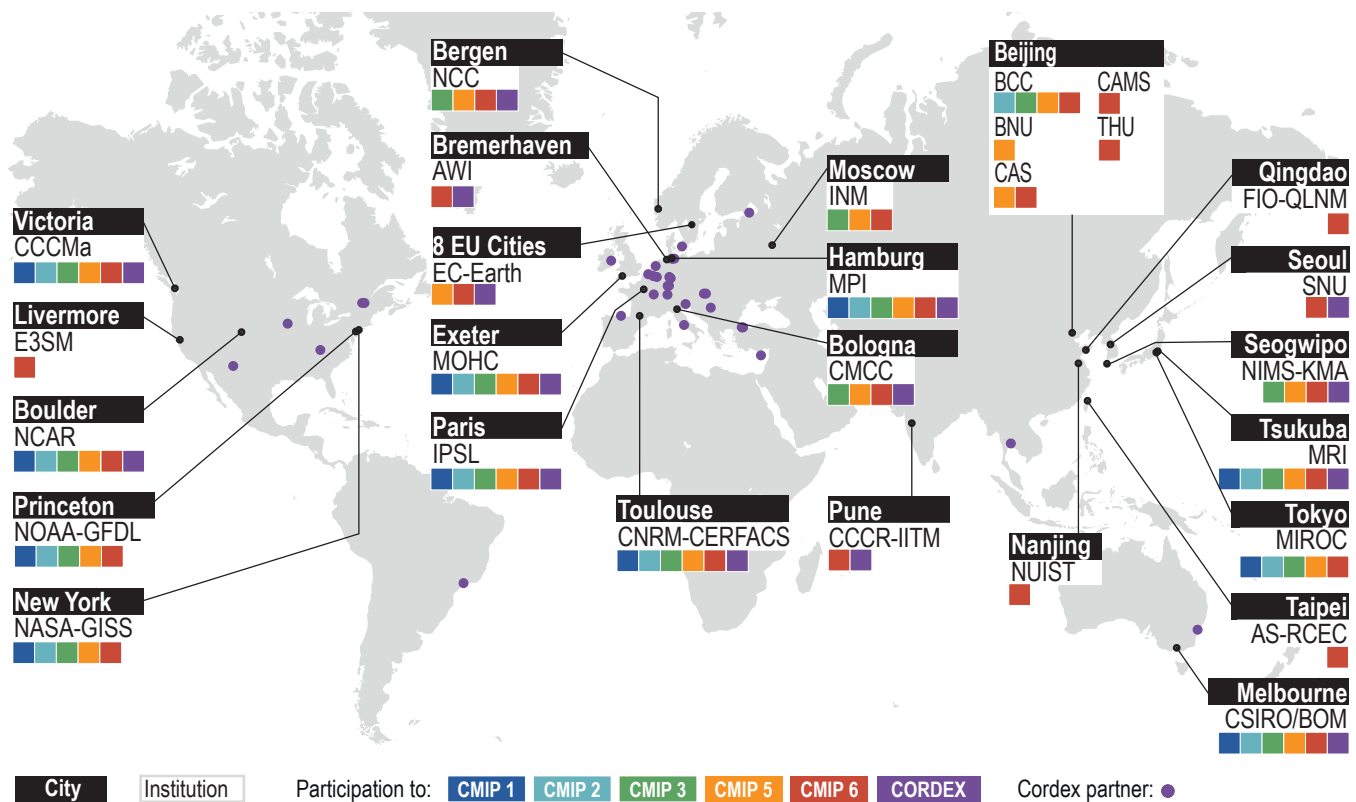 Bergen
NCC
Bremerhaven
AWI
8 EU Cities
EC-Earth
Exeter
MOHC
Paris
IPSL
Victoria
CCCMa
Livermore
E3SM
Boulder
NCAR
Princeton
NOAA-GFDL
New York
NASA-GISS
Toulouse
CNRM-CERFACS
Moscow
INM
Hamburg
MPI
Bologna
CMCC
Pune
CCCR-IITM
Beijing
BCC CAMS
BNU THU
CAS
Nanjing
NUIST
Qingdao
FIO-QLNM
Seoul
SNU
Seogwipo
NIMS-KMA
Tsukuba
MRI
Tokyo
MIROC
Taipei
AS-RCEC
Melbourne
CSIRO/BOM
City Institution Participation to: CMIP 1 CMIP 2 CMIP 3 CMIP 5 CMIP 6 CORDEX Cordex partner: